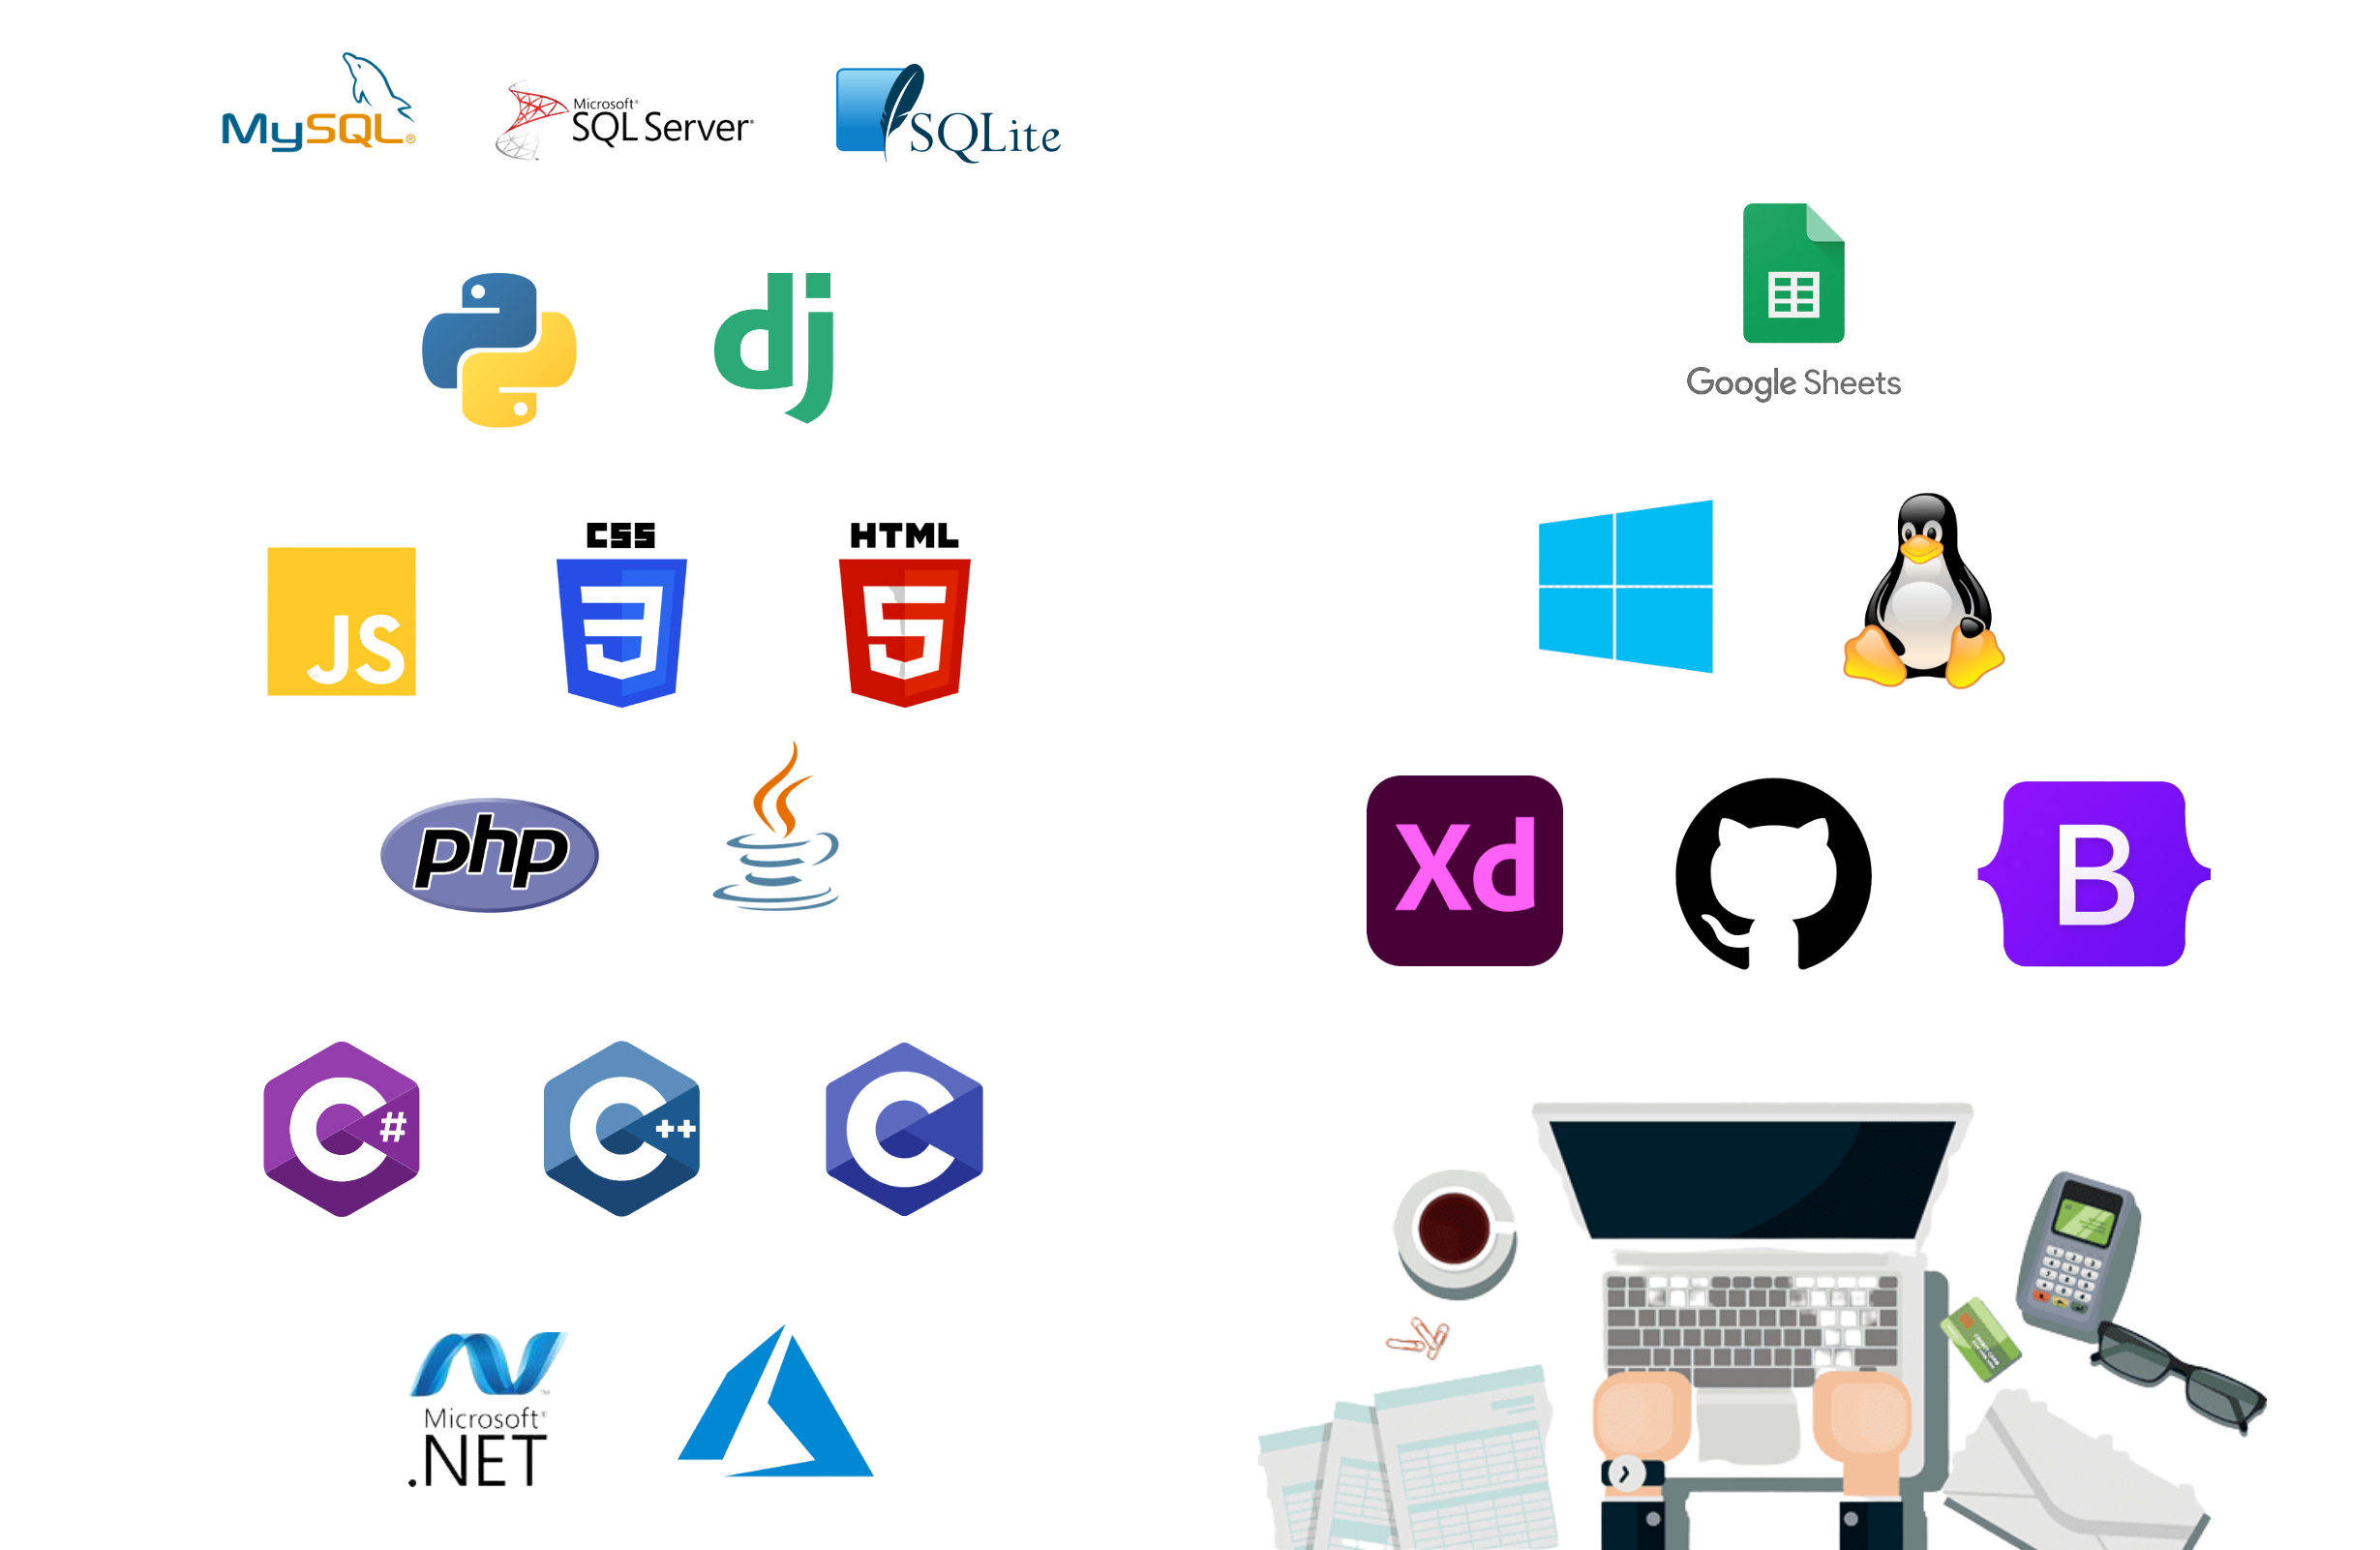 MySQL®
Microsoft®
SQL Server®
SQLite
dj
Google Sheets
CSS
HTML
JS
php
Xd
B
C#
C++
C
Microsoft®
.NET